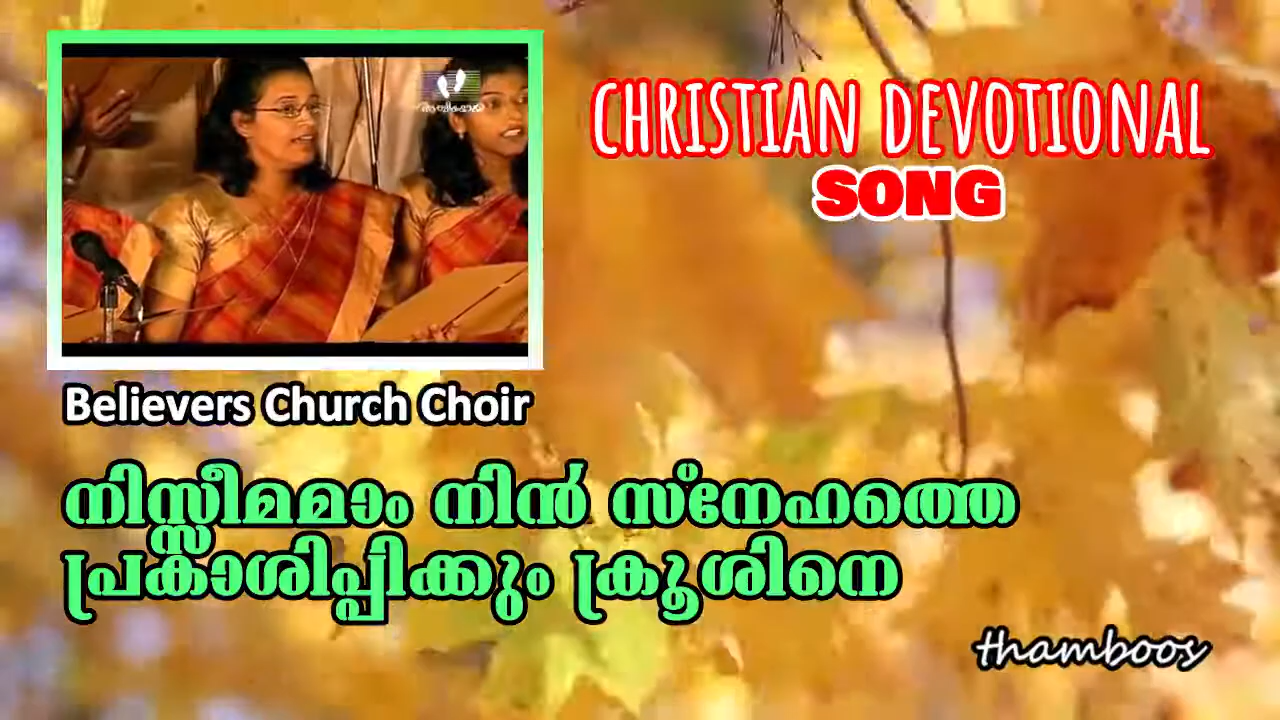 CHRISTIAN DEVOTIONAL
SONG
Believers Church Choir
നിസ്സീമമാം നിൻ സ്നേഹത്തെ
പ്രകാശിപ്പിക്കും ക്രൂശിനെ
thamboos